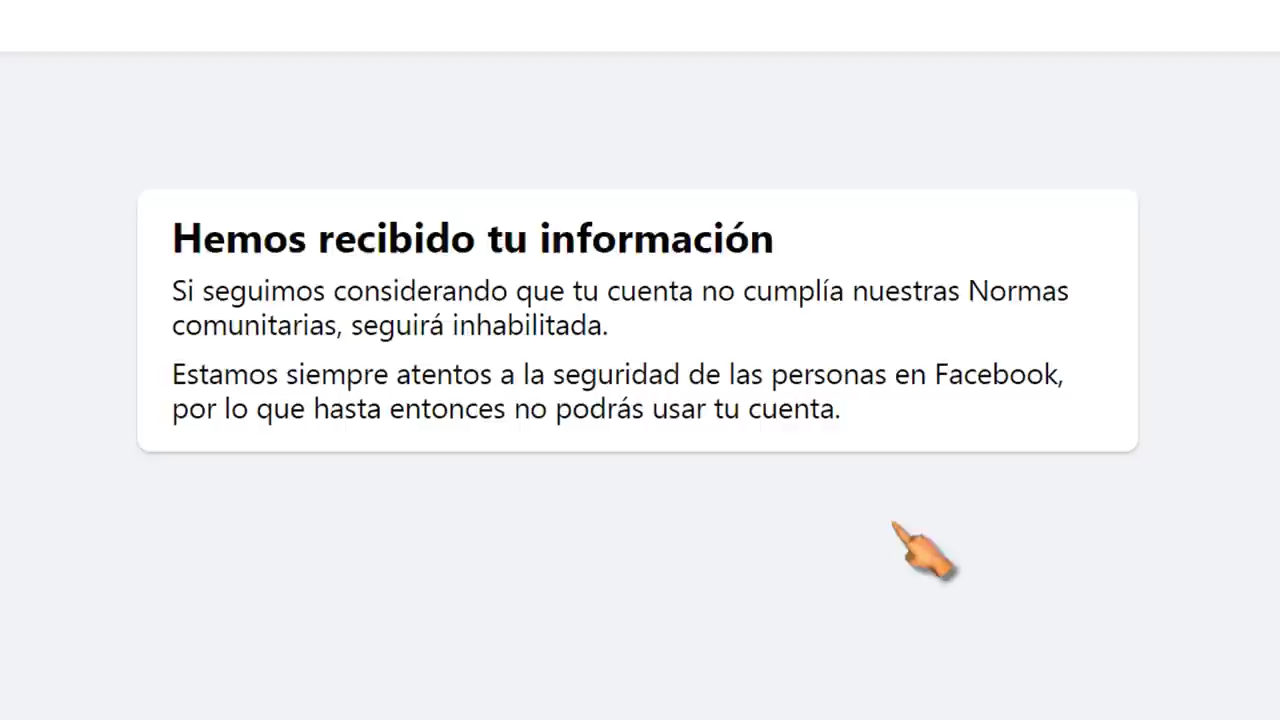 Hemos recibido tu información
Si seguimos considerando que tu cuenta no cumplía nuestras Normas
comunitarias, seguirá inhabilitada.
Estamos siempre atentos a la seguridad de las personas en Facebook,
por lo que hasta entonces no podrás usar tu cuenta.